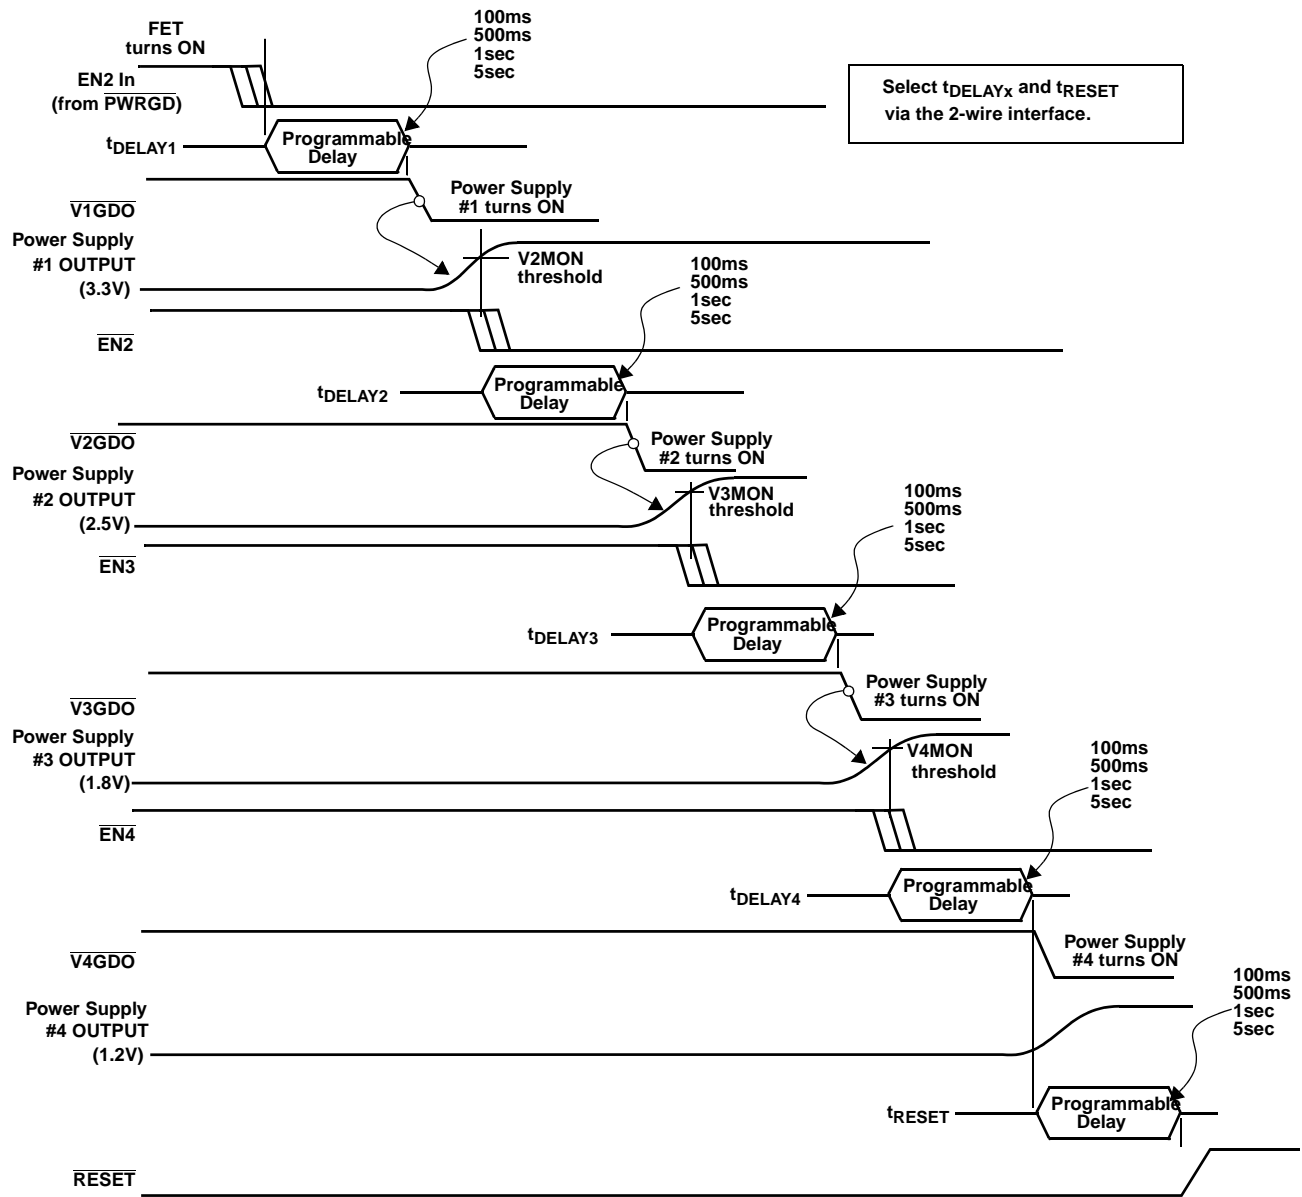 FET
turns ON
EN2 In
(from PWRGD)
100ms
500ms
1sec
5sec
Select tDELAYx and tRESET
via the 2-wire interface.
tDELAY1
Programmable
Delay
V1GDO
Power Supply
#1 turns ON
Power Supply
#1 OUTPUT
(3.3V)
V2MON
threshold
100ms
500ms
1sec
5sec
EN2
tDELAY2
Programmable
Delay
V2GDO
Power Supply
#2 turns ON
Power Supply
#2 OUTPUT
(2.5V)
V3MON
threshold
100ms
500ms
1sec
5sec
EN3
tDELAY3
Programmable
Delay
V3GDO
Power Supply
#3 turns ON
Power Supply
#3 OUTPUT
(1.8V)
V4MON
threshold
100ms
500ms
1sec
5sec
EN4
tDELAY4
Programmable
Delay
V4GDO
Power Supply
#4 turns ON
Power Supply
#4 OUTPUT
(1.2V)
100ms
500ms
1sec
5sec
tRESET
Programmable
Delay
RESET